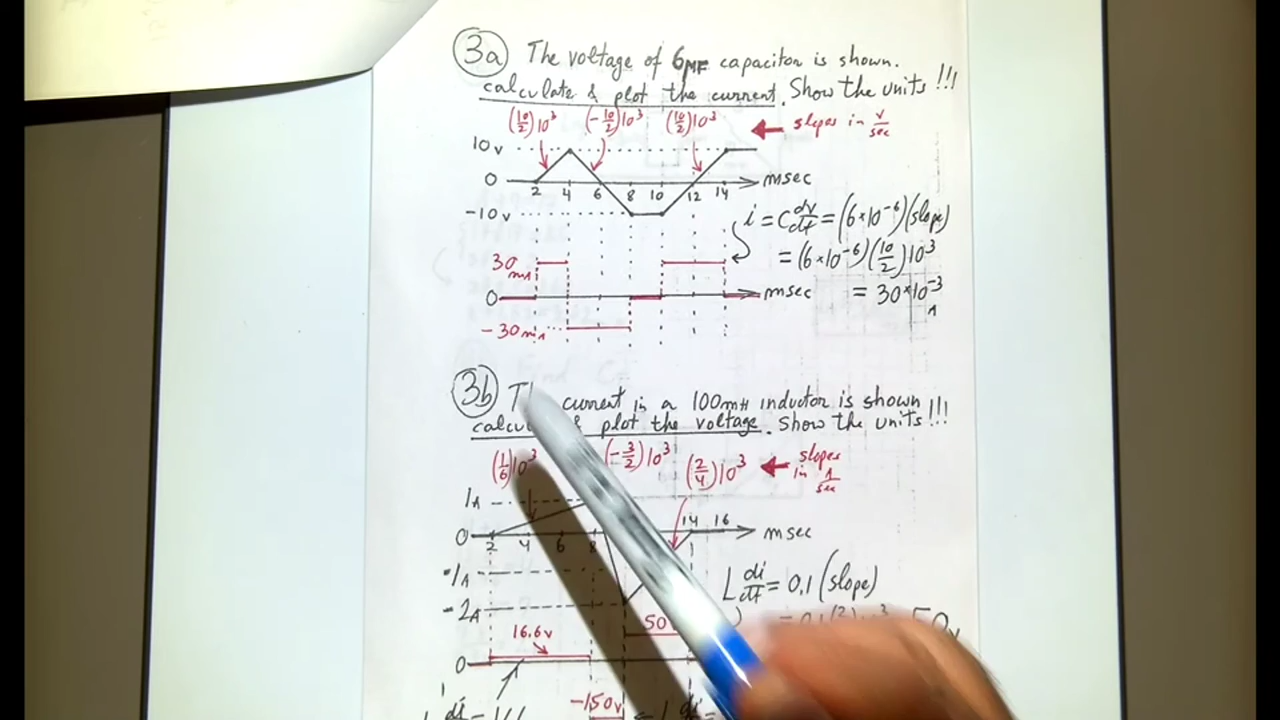 3a The voltage of 6µF capacitor is shown.
calculate & plot the current. Show the units !!!
(10/2)10³ (-10/2)10³ (10/2)10³ slopes in V/sec
10v
0 2 4 6 8 10 12 14 msec
-10v
i = C dv/dt = (6*10⁻⁶)(slope)
= (6*10⁻⁶)(10/2)10³
= 30*10⁻³ A
30 mA
0 msec
-30mA
3b current in a 100mH inductor is shown
& plot the voltage. Show the units !!!
(1/6)10³ (-3/2)10³ (2/4)10³ slopes in A/sec
1A
0 2 4 6 8 14 16 msec
-1A
-2A
L di/dt = 0.1 (slope)
50
16.6v
0
-150v